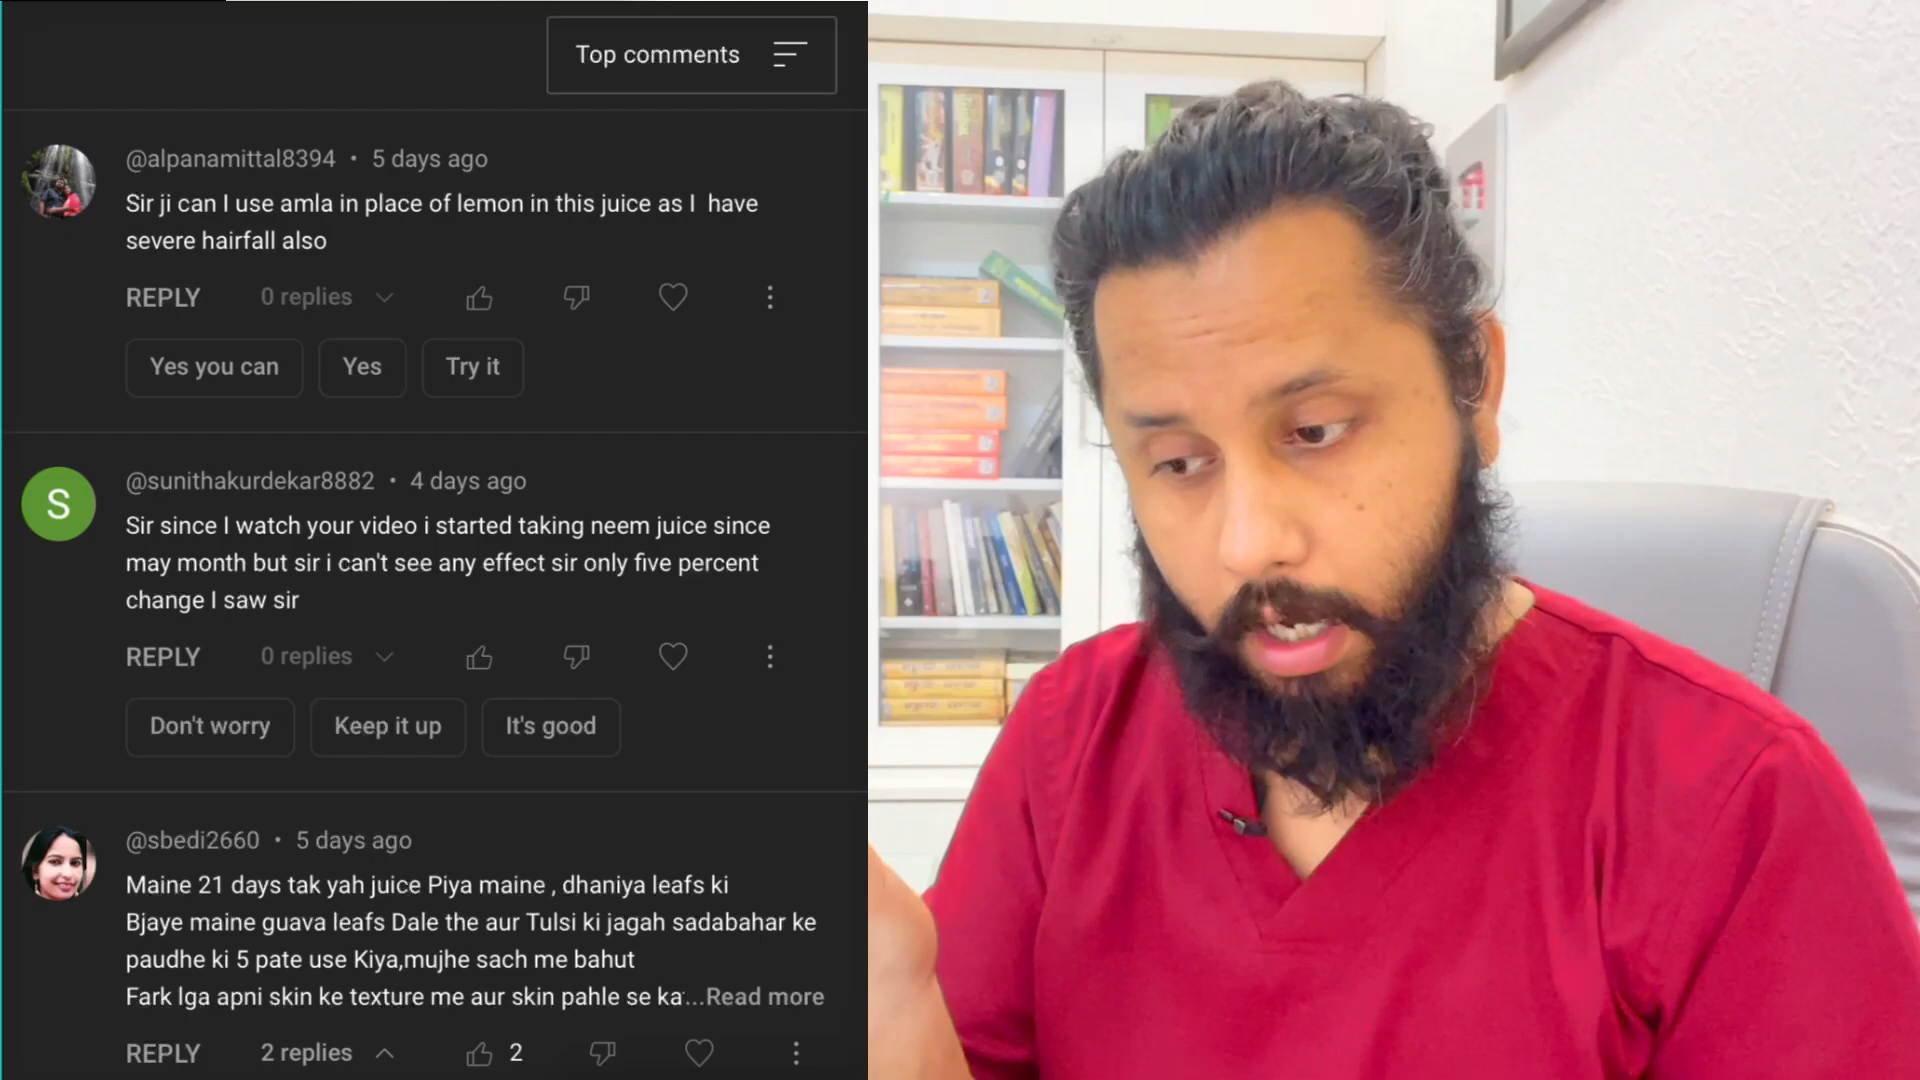 Top comments
@alpanamittal8394 • 5 days ago
Sir ji can I use amla in place of lemon in this juice as I have
severe hairfall also
REPLY 0 replies
Yes you can Yes Try it
S
@sunithakurdekar8882 • 4 days ago
Sir since I watch your video i started taking neem juice since
may month but sir i can't see any effect sir only five percent
change I saw sir
REPLY 0 replies
Don't worry Keep it up It's good
@sbedi2660 • 5 days ago
Maine 21 days tak yah juice Piya maine , dhaniya leafs ki
Bjaye maine guava leafs Dale the aur Tulsi ki jagah sadabahar ke
paudhe ki 5 pate use Kiya,mujhe sach me bahut
Fark lga apni skin ke texture me aur skin pahle se ka...Read more
REPLY 2 replies 2